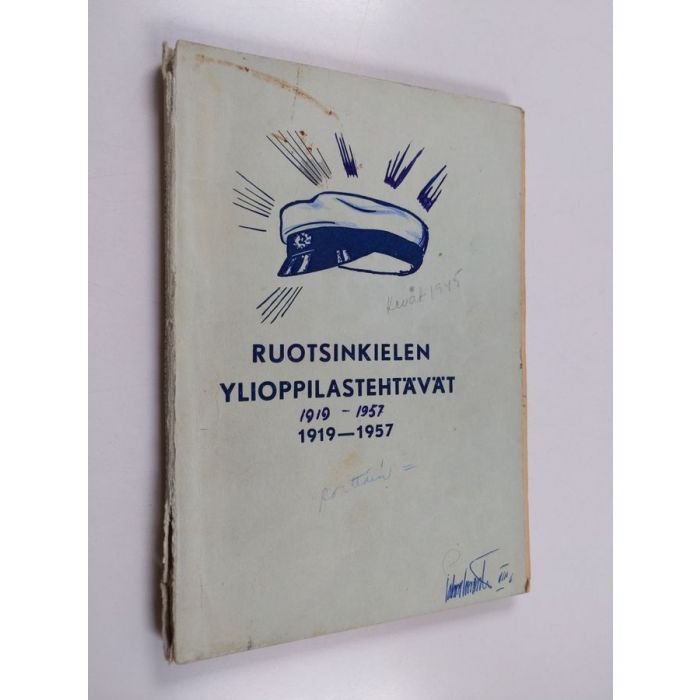 Kevät 1945
RUOTSINKIELEN
YLIOPPILASTEHTÄVÄT
1919 - 1957
1919—1957